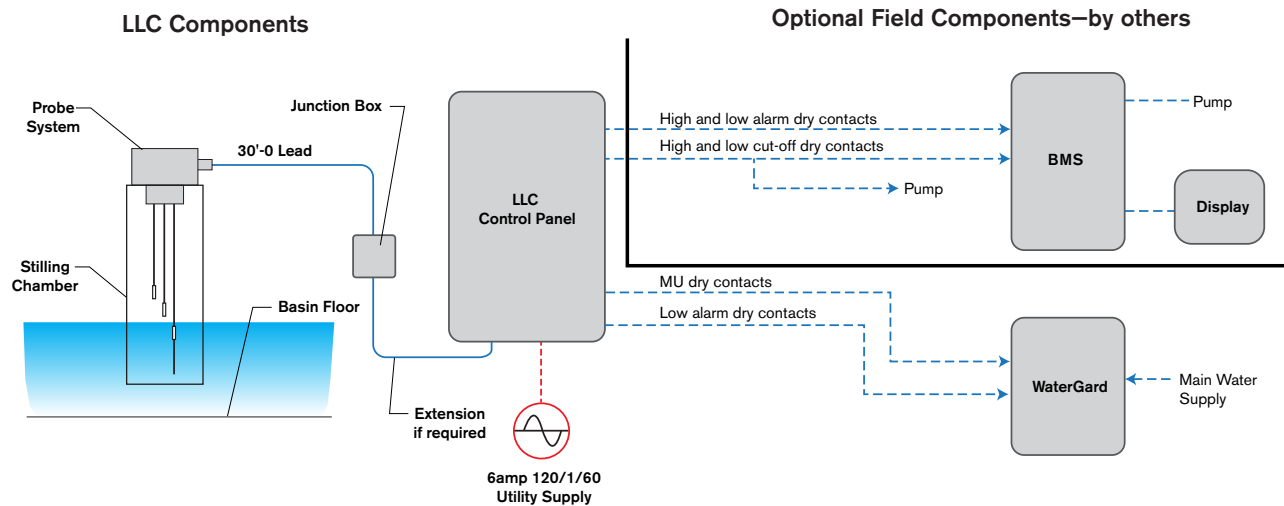 LLC Components
Optional Field Components—by others
Probe
System
30'-0 Lead
Junction Box
Stilling
Chamber
Basin Floor
Extension
if required
LLC
Control Panel
6amp 120/1/60
Utility Supply
High and low alarm dry contacts
High and low cut-off dry contacts
Pump
BMS
Pump
Display
MU dry contacts
Low alarm dry contacts
WaterGard
Main Water
Supply